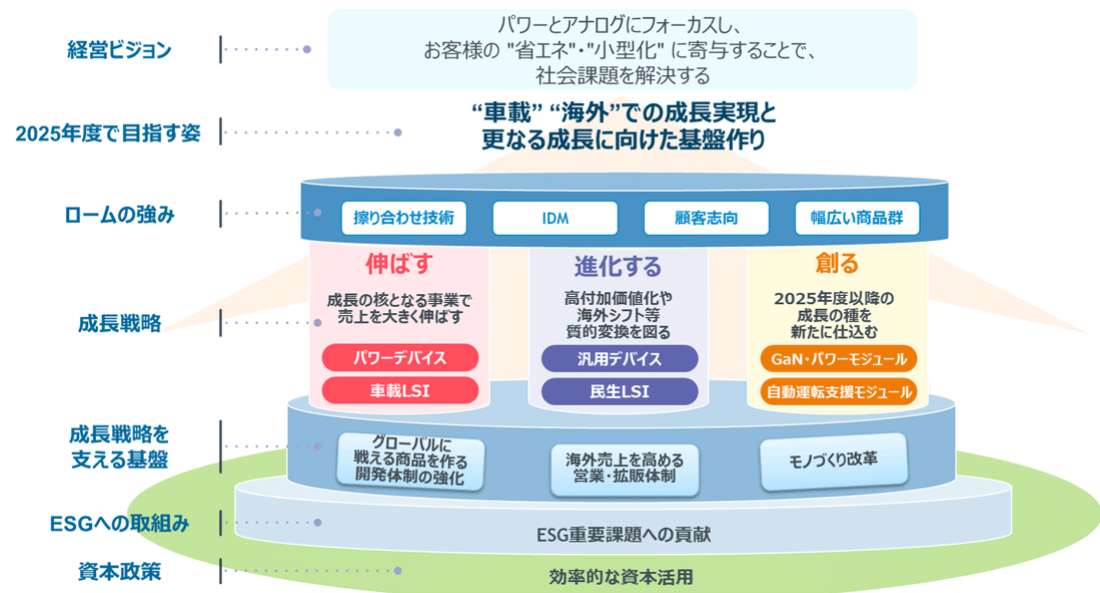 経営ビジョン
パワーとアナログにフォーカスし、
お客様の "省エネ"・"小型化" に寄与することで、
社会課題を解決する
2025年度で目指す姿
“車載” “海外”での成長実現と
更なる成長に向けた基盤作り
ロームの強み
擦り合わせ技術
IDM
顧客志向
幅広い商品群
成長戦略
伸ばす
成長の核となる事業で
売上を大きく伸ばす
パワーデバイス
車載LSI
進化する
高付加価値化や
海外シフト等
質的変換を図る
汎用デバイス
民生LSI
創る
2025年度以降の
成長の種を
新たに仕込む
GaN・パワーモジュール
自動運転支援モジュール
成長戦略を
支える基盤
グローバルに
戦える商品を作る
開発体制の強化
海外売上を高める
営業・拡販体制
モノづくり改革
ESGへの取組み
ESG重要課題への貢献
資本政策
効率的な資本活用